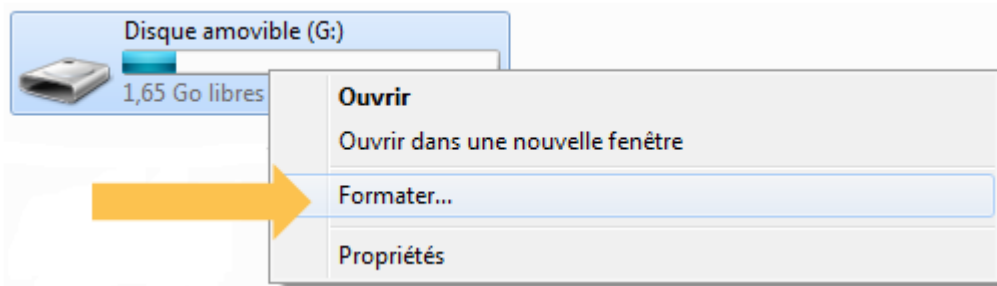 Disque amovible (G:)
1,65 Go libres
Ouvrir
Ouvrir dans une nouvelle fenêtre
Formater...
Propriétés